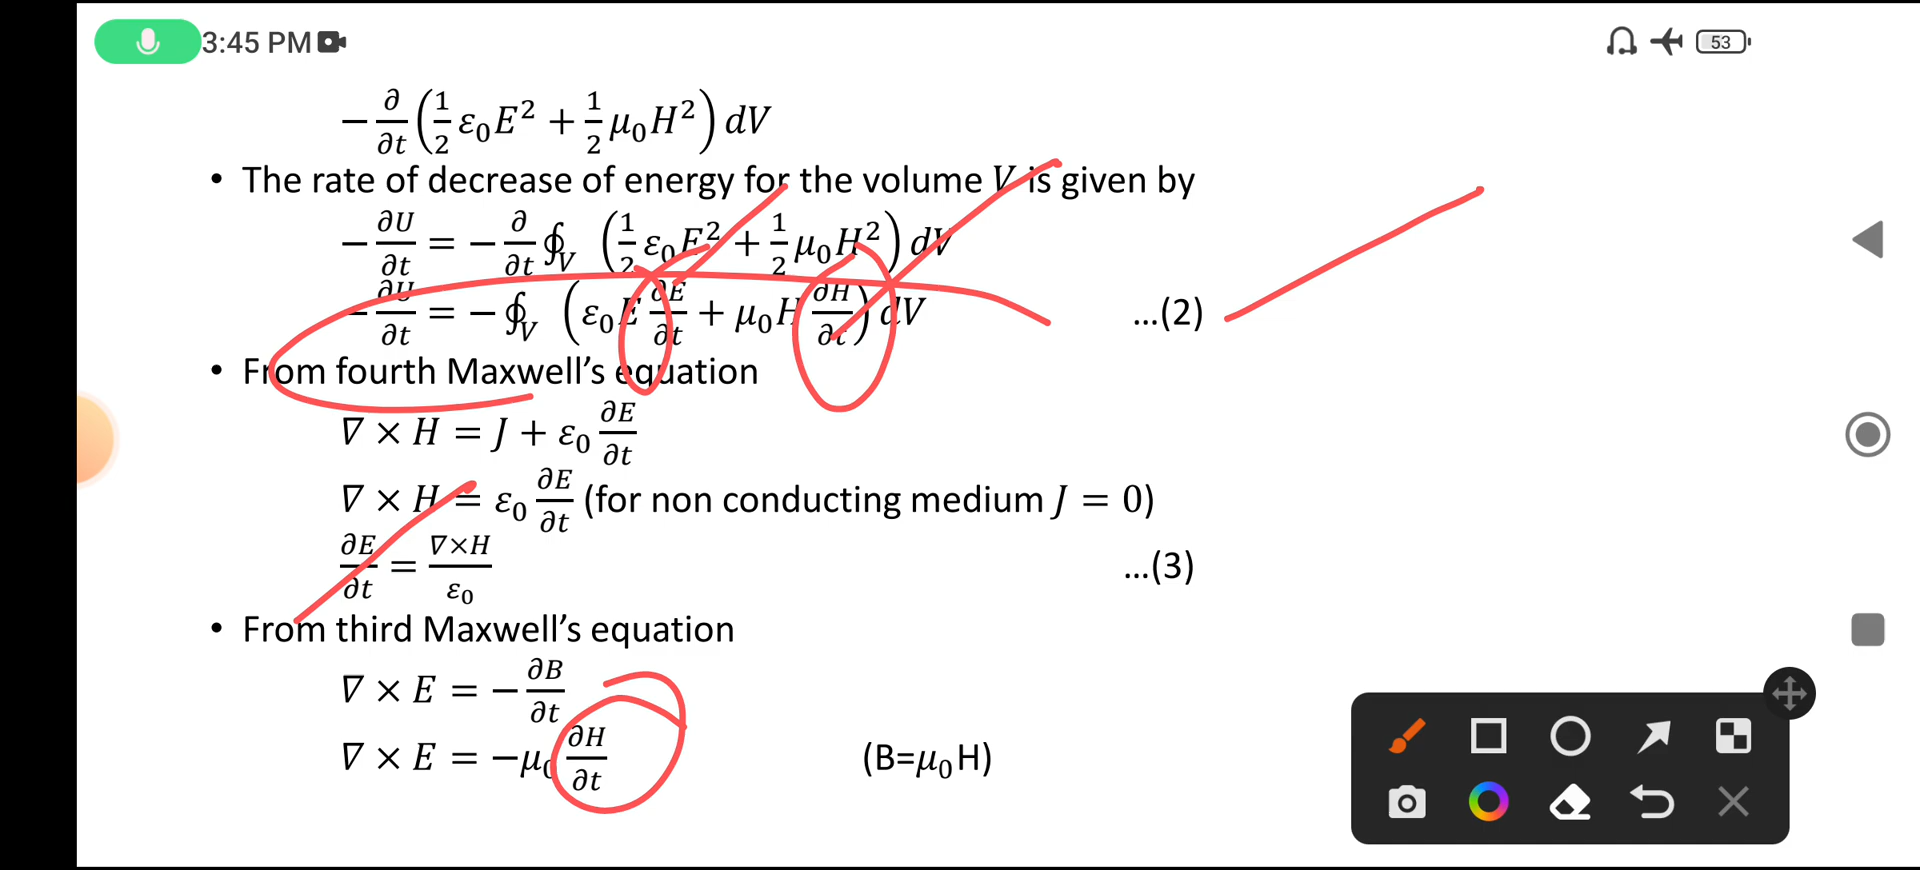 3:45 PM
53
−∂/∂t (1/2 ε₀E² + 1/2 μ₀H²) dV
• The rate of decrease of energy for the volume V is given by
−∂U/∂t = −∂/∂t ∮_V (1/2 ε₀E² + 1/2 μ₀H²) dV
−∂U/∂t = −∮_V (ε₀E ∂E/∂t + μ₀H ∂H/∂t) dV ...(2)
• From fourth Maxwell’s equation
∇ × H = J + ε₀ ∂E/∂t
∇ × H = ε₀ ∂E/∂t (for non conducting medium J = 0)
∂E/∂t = ∇×H/ε₀ ...(3)
• From third Maxwell’s equation
∇ × E = −∂B/∂t
∇ × E = −μ₀ ∂H/∂t (B=μ₀H)